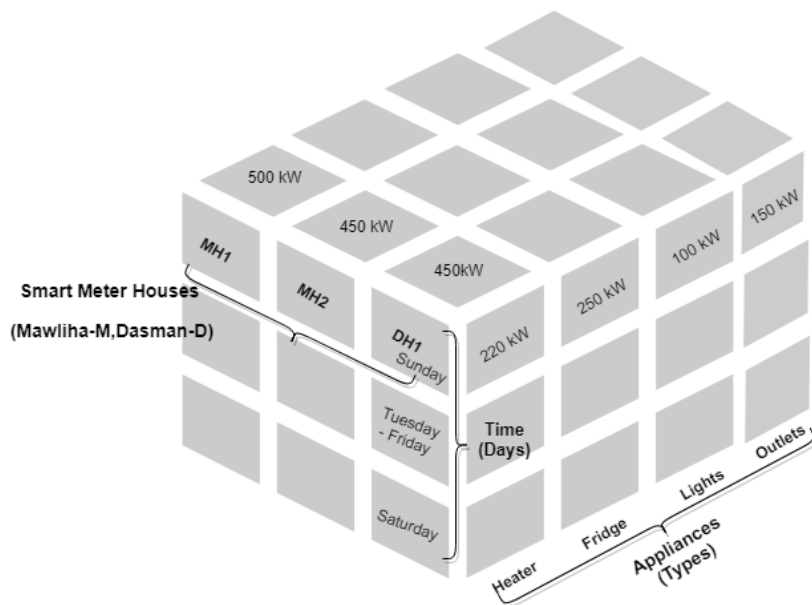 500 kW
450 kW
450kW
150 kW
100 kW
250 kW
220 kW
MH1
MH2
DH1
Sunday
Smart Meter Houses
(Mawliha-M,Dasman-D)
Tuesday
- Friday
Saturday
Time
(Days)
Heater
Fridge
Lights
Outlets
Appliances
(Types)